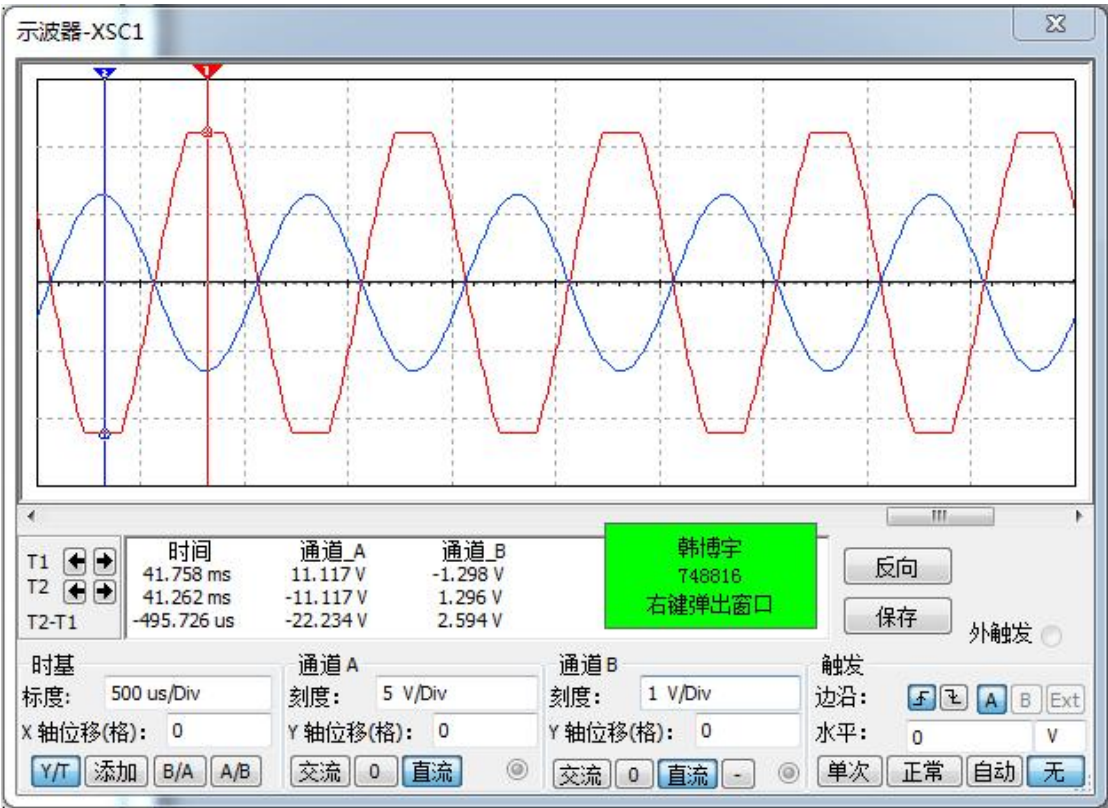 示波器-XSC1
2 1
时间 通道_A 通道_B
T1 41.758 ms 11.117 V -1.298 V
T2 41.262 ms -11.117 V 1.296 V
T2-T1 -495.726 us -22.234 V 2.594 V
韩博宇
748816
右键弹出窗口
反向
保存
外触发
时基
标度: 500 us/Div
X 轴位移(格): 0
Y/T 添加 B/A A/B
通道 A
刻度: 5 V/Div
Y 轴位移(格): 0
交流 0 直流
通道 B
刻度: 1 V/Div
Y 轴位移(格): 0
交流 0 直流 -
触发
边沿: A B Ext
水平: 0 V
单次 正常 自动 无